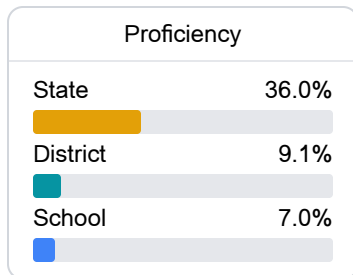 Proficiency
State 36.0%
District 9.1%
School 7.0%